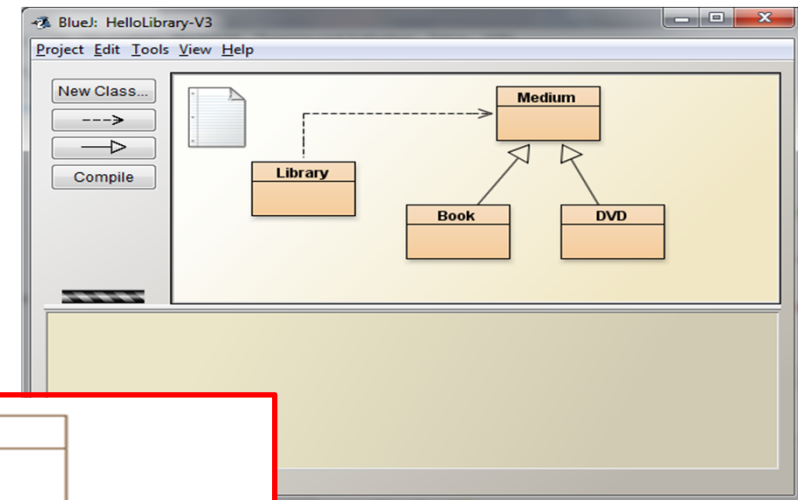 BlueJ: HelloLibrary-V3
Project Edit Tools View Help
New Class...
Compile
Medium
Library
Book
DVD